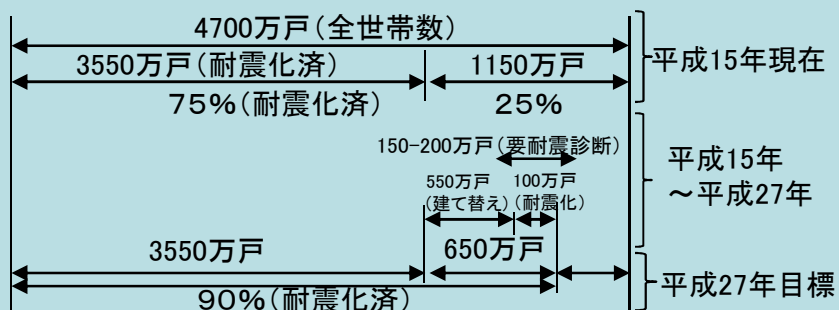 4700万戸(全世帯数)
3550万戸(耐震化済)
1150万戸
平成15年現在
75%(耐震化済)
25%
150-200万戸(要耐震診断)
平成15年
～平成27年
550万戸
(建て替え)
100万戸
(耐震化)
3550万戸
650万戸
平成27年目標
90%(耐震化済)